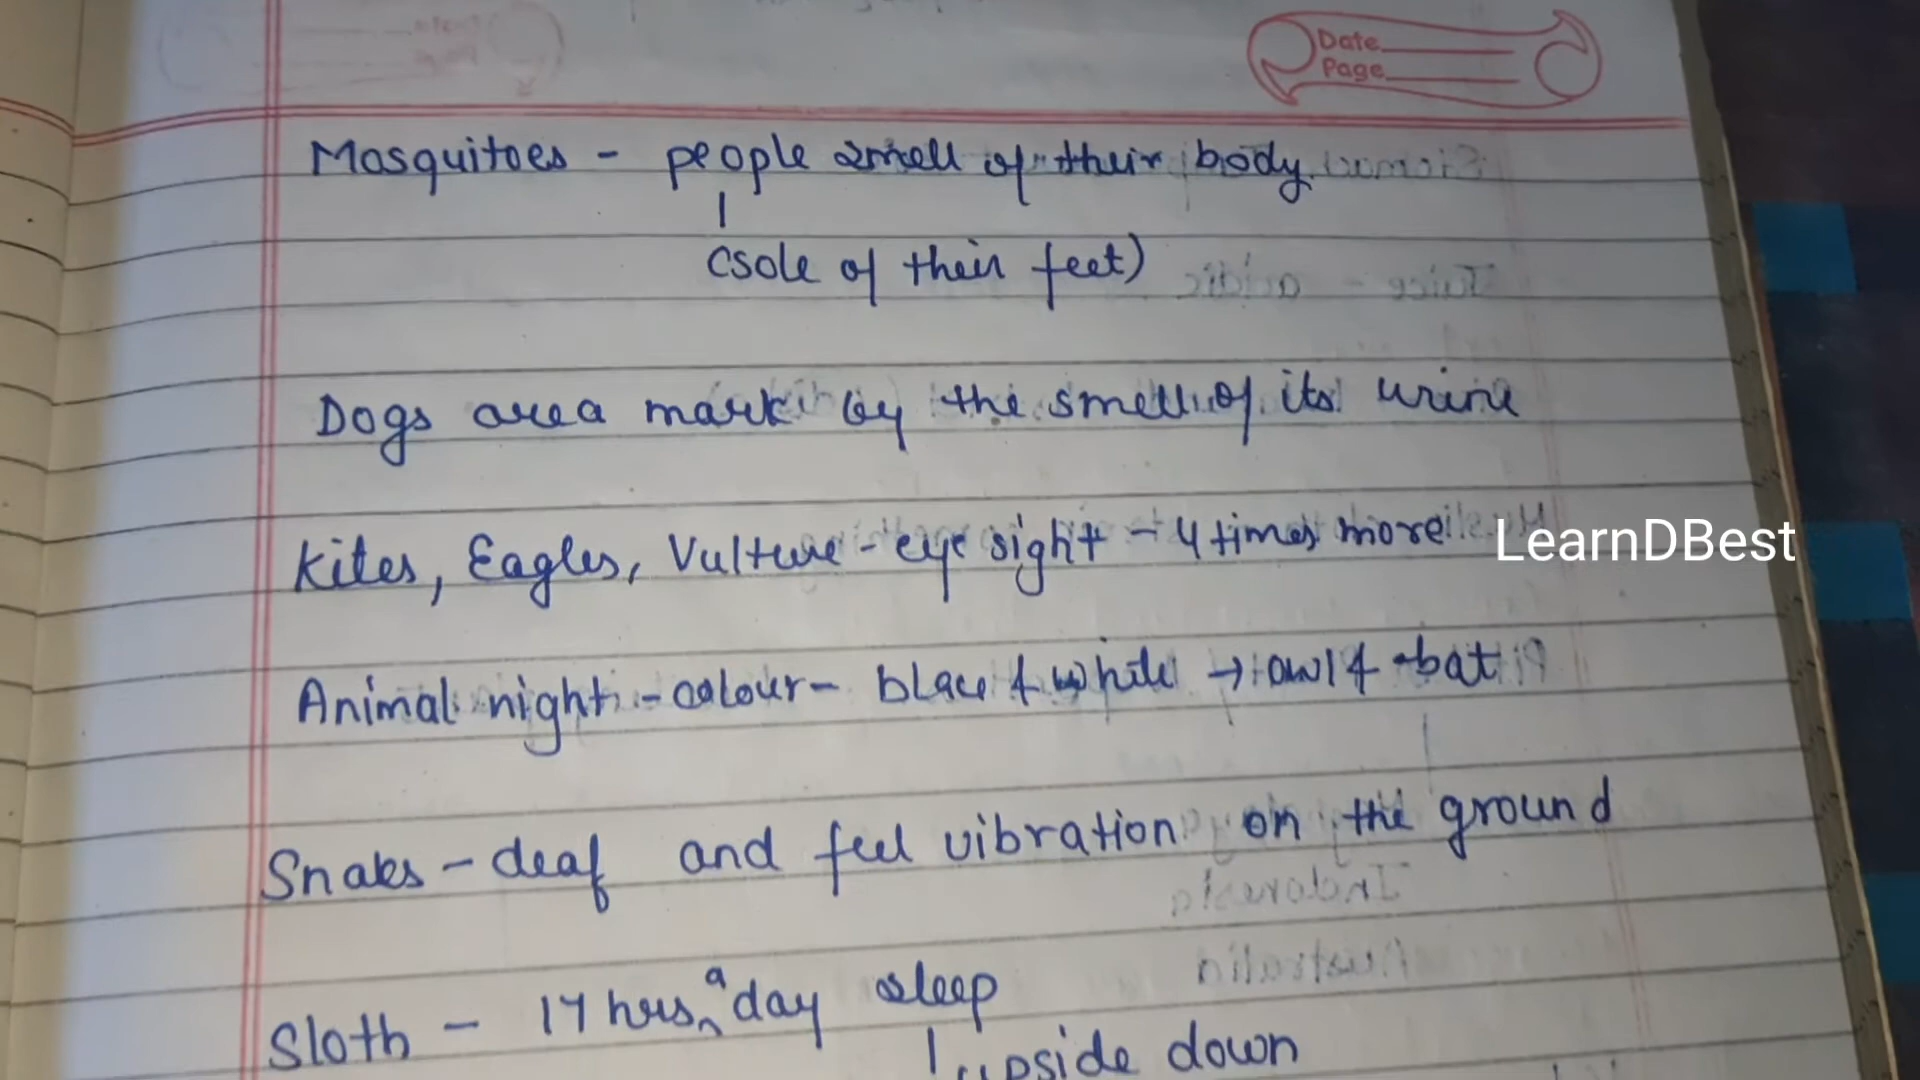 Date
Page
Mosquitoes - people smell of their body
(sole of their feet)
Dogs area mark by the smell of its urine
Kites, Eagles, Vulture - eye sight - 4 times more
LearnDBest
Animal night - colour - blac & white → owl & bat
Snaks - deaf and feel vibration on the ground
Sloth - 17 hrs a day sleep
upside down